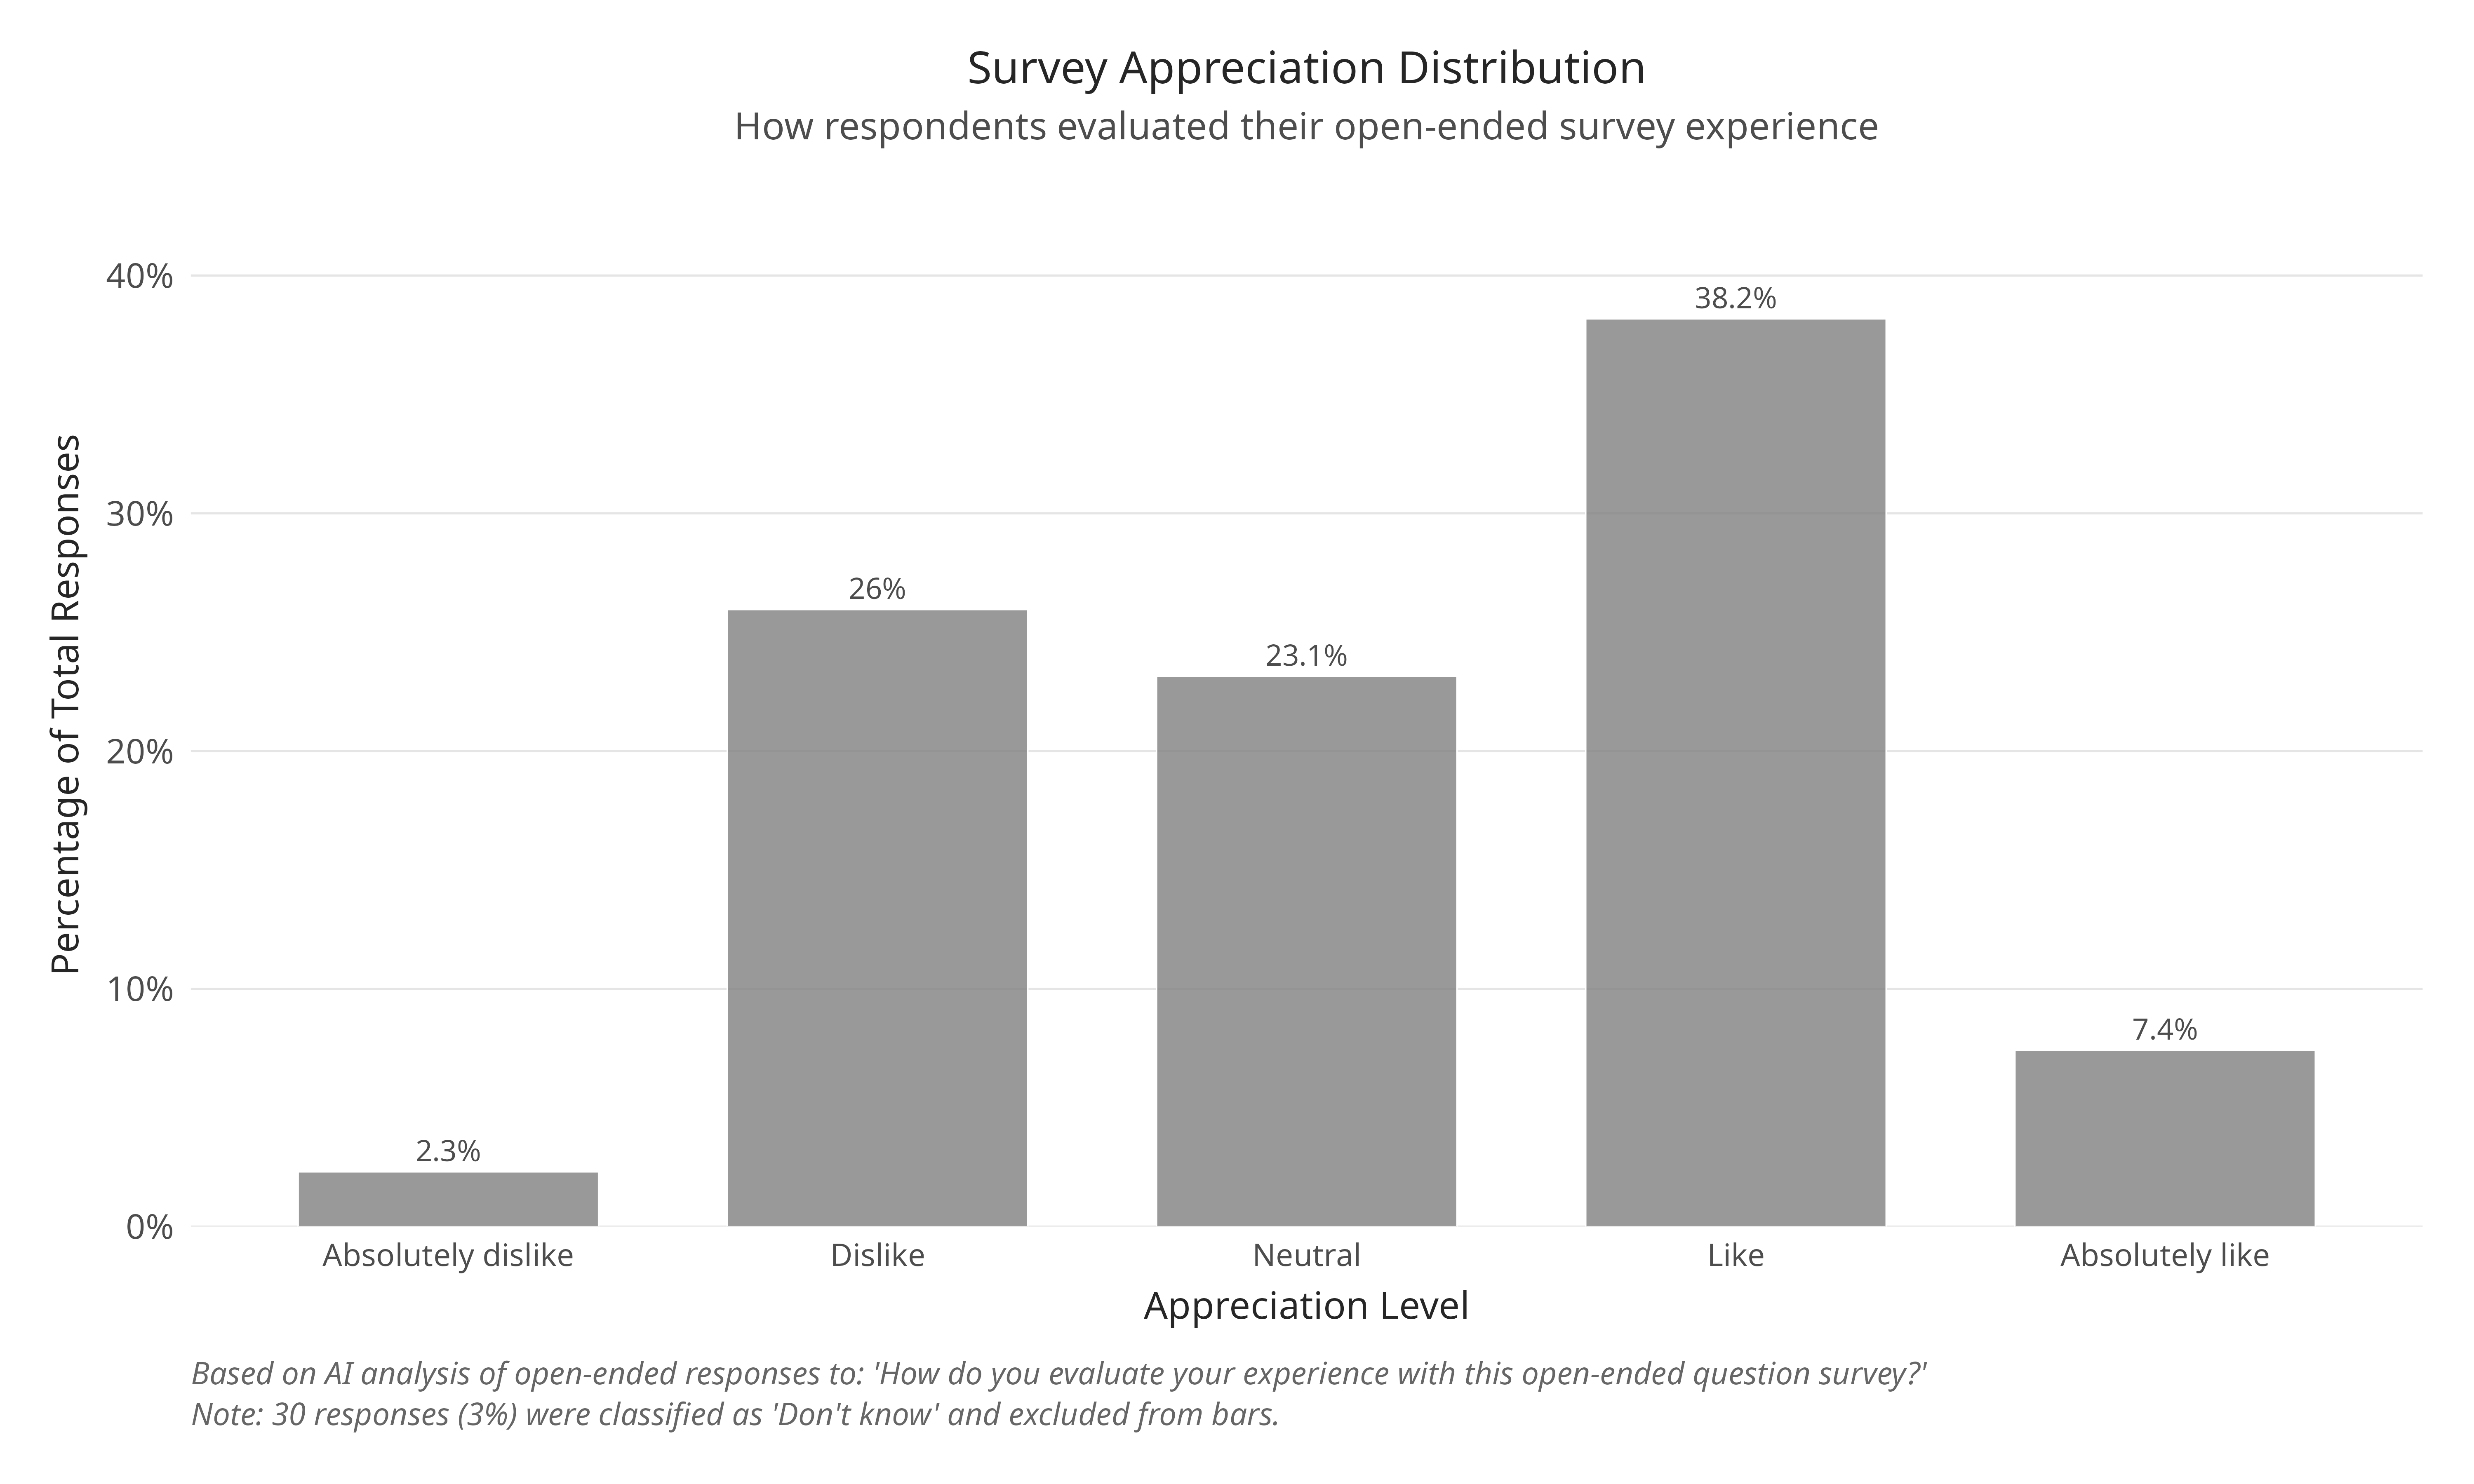 Survey Appreciation Distribution
How respondents evaluated their open-ended survey experience
Percentage of Total Responses
40%
30%
20%
10%
0%
2.3%
26%
23.1%
38.2%
7.4%
Absolutely dislike
Dislike
Neutral
Like
Absolutely like
Appreciation Level
Based on AI analysis of open-ended responses to: 'How do you evaluate your experience with this open-ended question survey?'
Note: 30 responses (3%) were classified as 'Don't know' and excluded from bars.